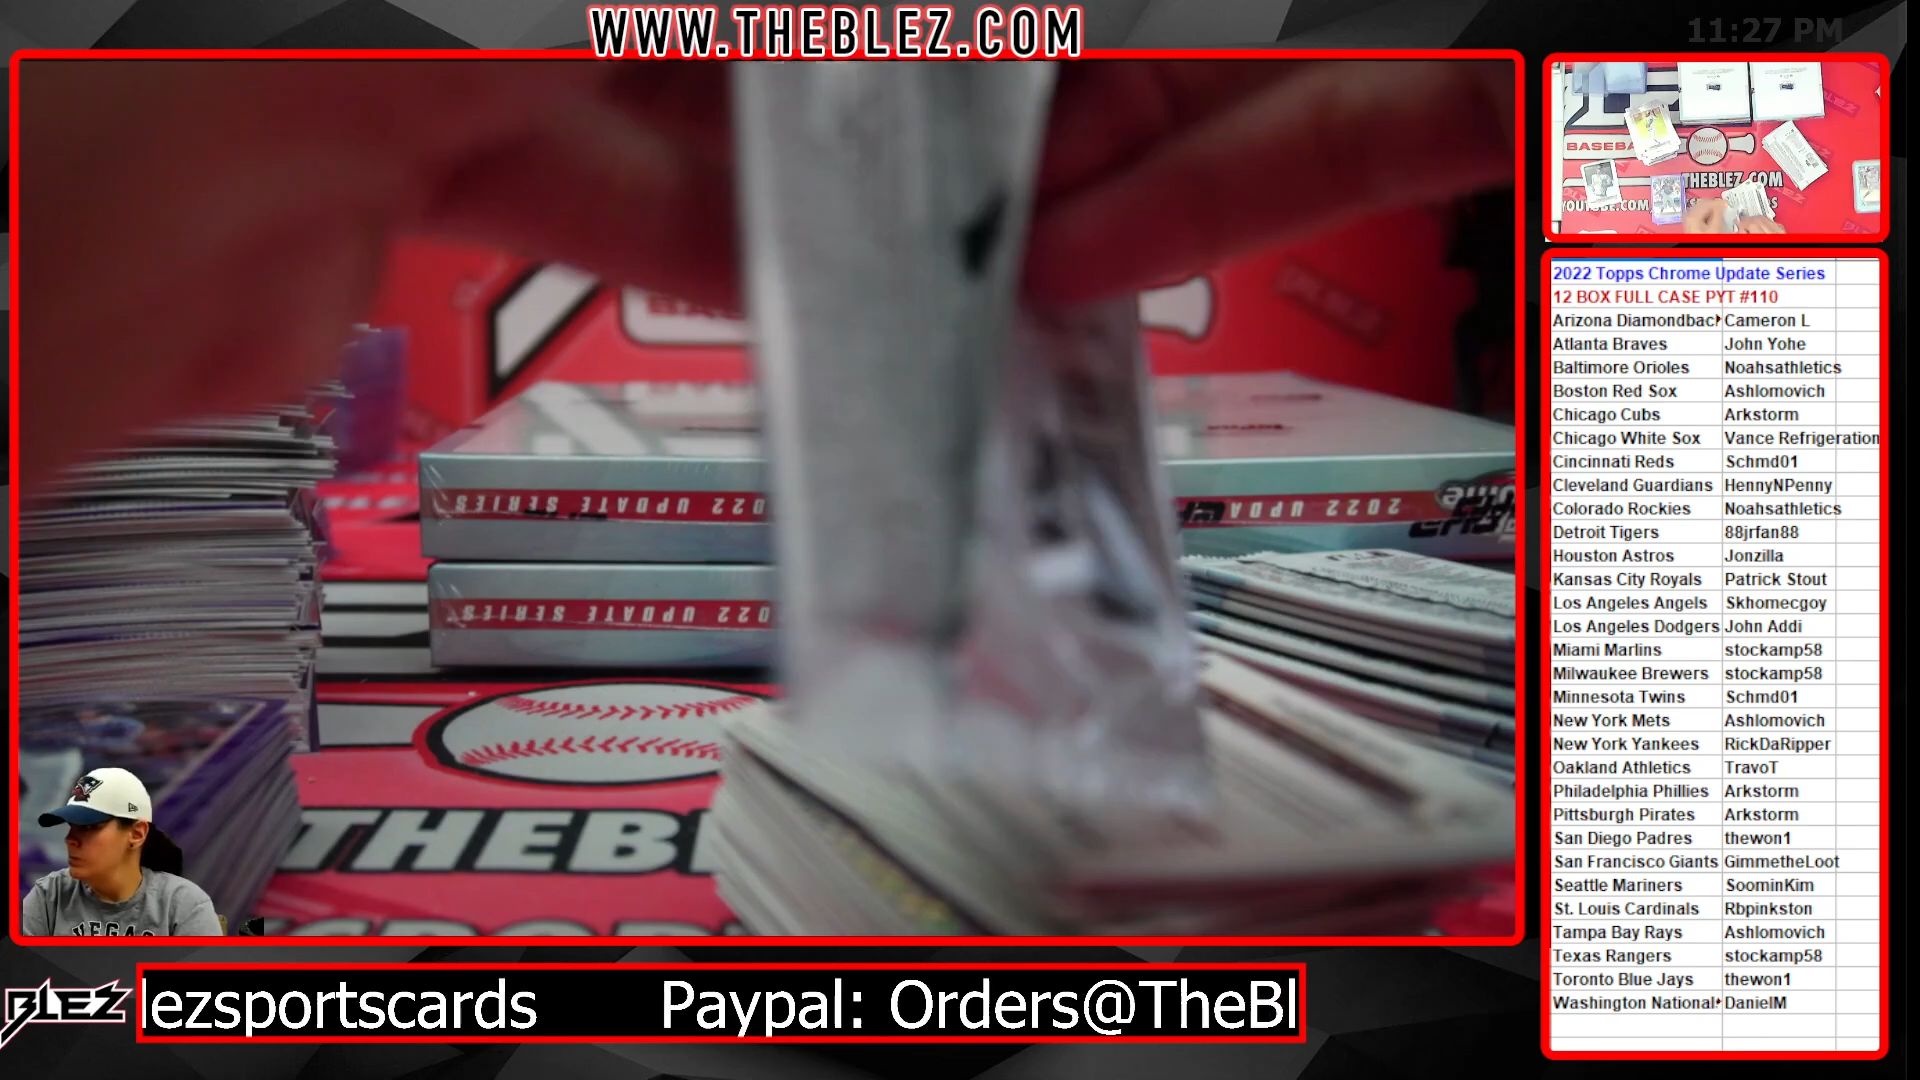 WWW.THEBLEZ.COM
11:27 PM
BASEBA
THEBLEZ.COM
YOUTUBE.COM
2022 UPDATE SERIES
2022 UPDA
2022 UPDATE SERIES
THEB
VEGAS
2022 Topps Chrome Update Series
12 BOX FULL CASE PYT #110
Arizona Diamondbac Cameron L
Atlanta Braves John Yohe
Baltimore Orioles Noahsathletics
Boston Red Sox Ashlomovich
Chicago Cubs Arkstorm
Chicago White Sox Vance Refrigeration
Cincinnati Reds Schmd01
Cleveland Guardians HennyNPenny
Colorado Rockies Noahsathletics
Detroit Tigers 88jrfan88
Houston Astros Jonzilla
Kansas City Royals Patrick Stout
Los Angeles Angels Skhomecgoy
Los Angeles Dodgers John Addi
Miami Marlins stockamp58
Milwaukee Brewers stockamp58
Minnesota Twins Schmd01
New York Mets Ashlomovich
New York Yankees RickDaRipper
Oakland Athletics TravoT
Philadelphia Phillies Arkstorm
Pittsburgh Pirates Arkstorm
San Diego Padres thewon1
San Francisco Giants GimmetheLoot
Seattle Mariners SoominKim
St. Louis Cardinals Rbpinkston
Tampa Bay Rays Ashlomovich
Texas Rangers stockamp58
Toronto Blue Jays thewon1
Washington National DanielM
BLEZ
lezsportscards Paypal: Orders@TheBl